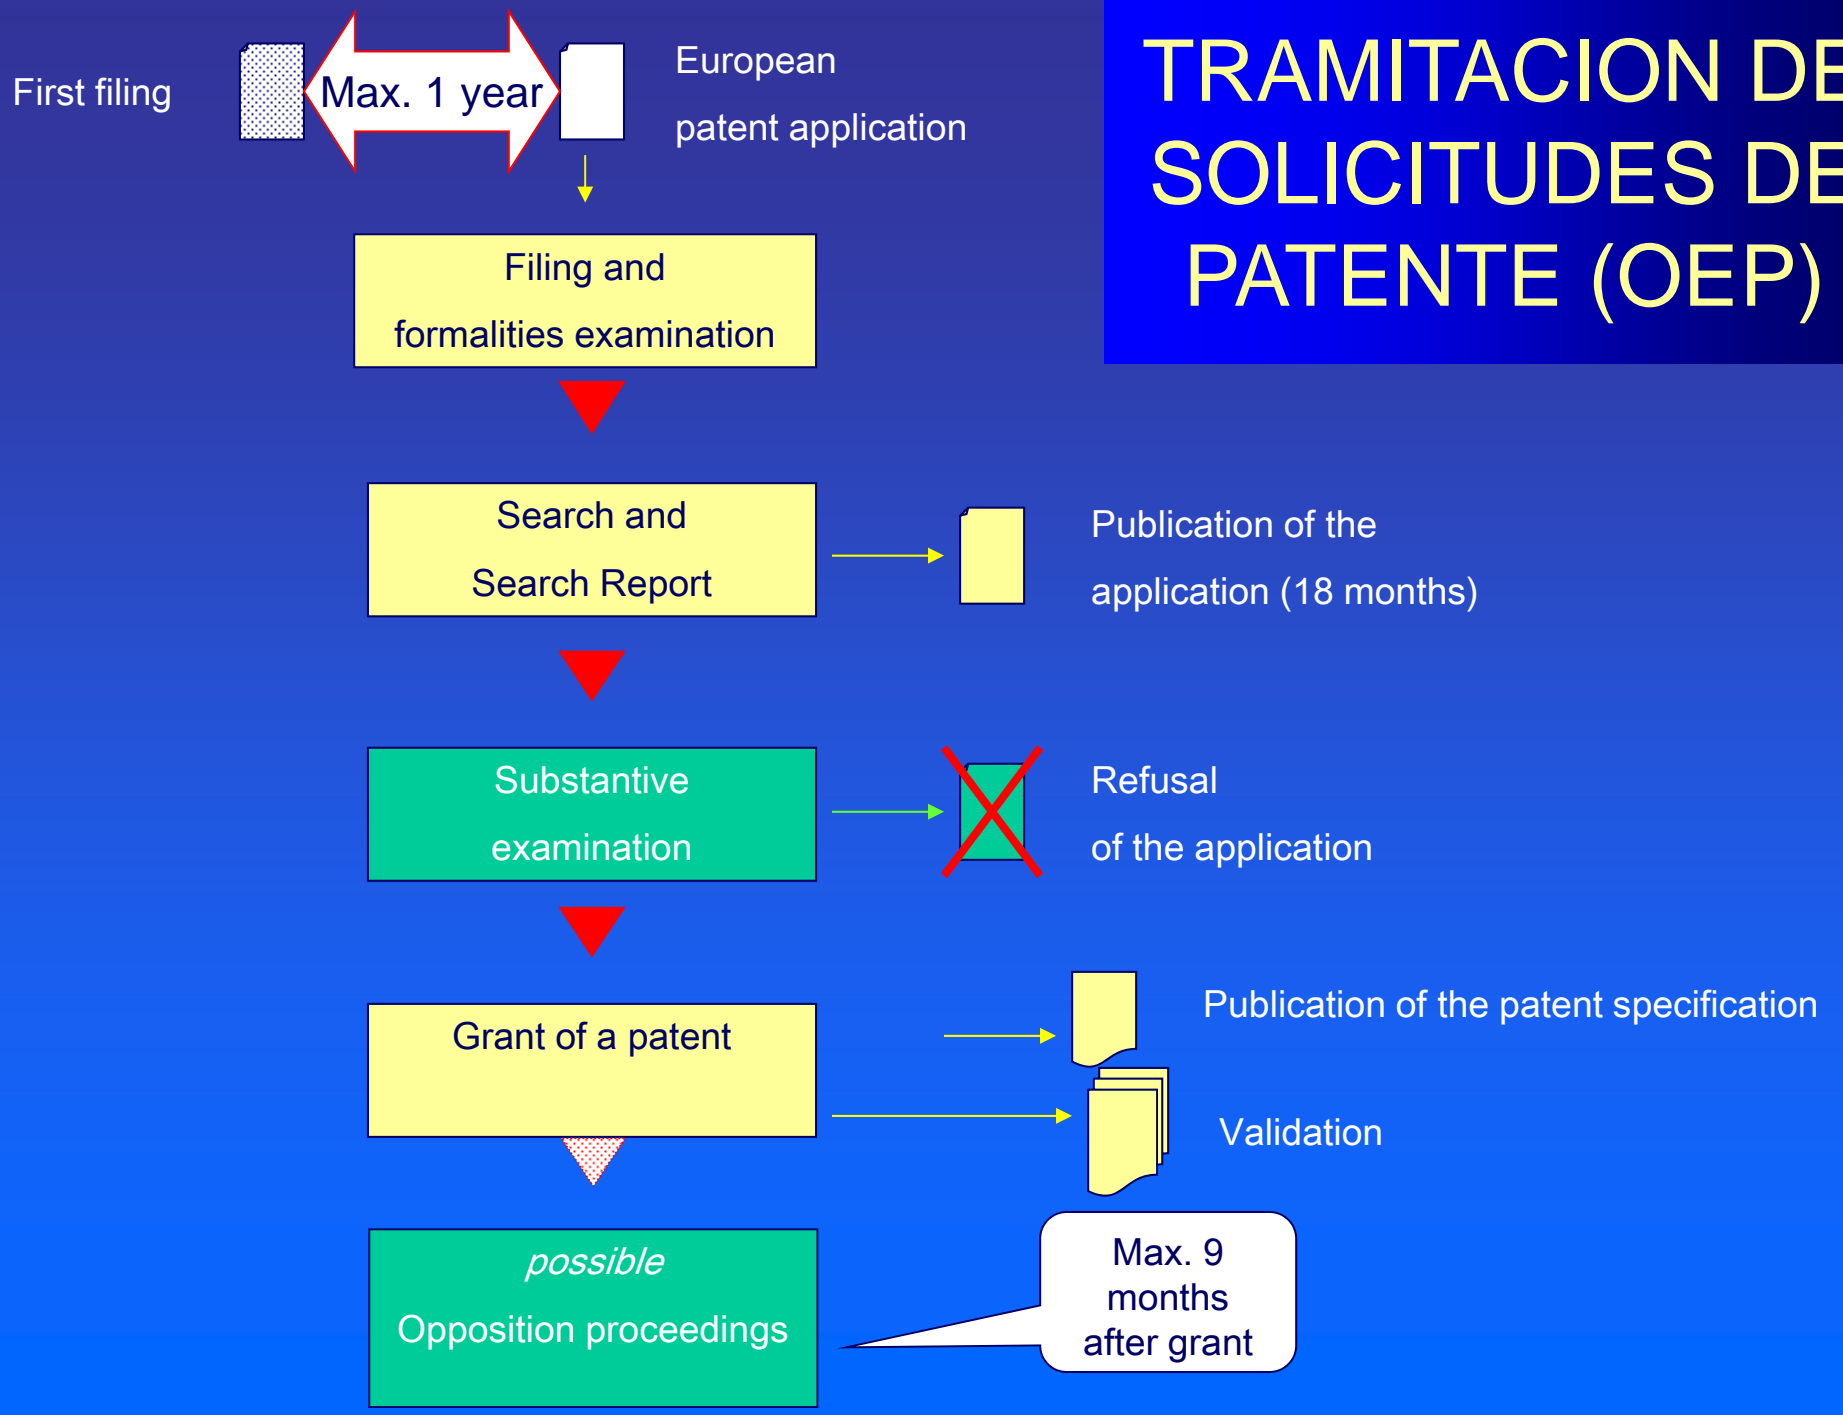 First filing
Max. 1 year
European
patent application
TRAMITACION DE
SOLICITUDES DE
PATENTE (OEP)
Filing and
formalities examination
Search and
Search Report
Publication of the
application (18 months)
Substantive
examination
Refusal
of the application
Grant of a patent
Publication of the patent specification
Validation
possible
Opposition proceedings
Max. 9
months
after grant